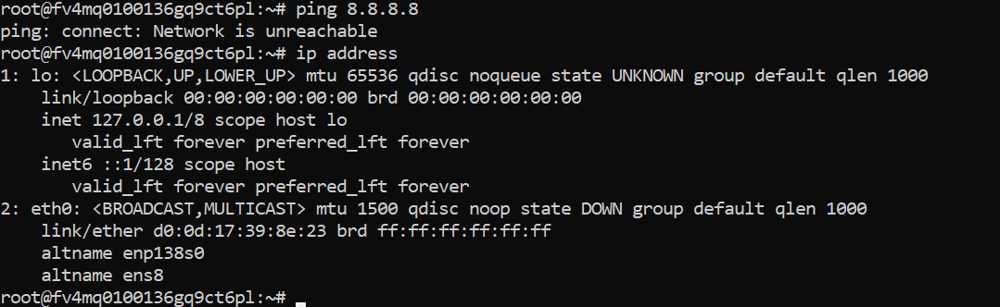 root@fv4mq0100136gq9ct6pl:~# ping 8.8.8.8
ping: connect: Network is unreachable
root@fv4mq0100136gq9ct6pl:~# ip address
1: lo: <LOOPBACK,UP,LOWER_UP> mtu 65536 qdisc noqueue state UNKNOWN group default qlen 1000
    link/loopback 00:00:00:00:00:00 brd 00:00:00:00:00:00
    inet 127.0.0.1/8 scope host lo
       valid_lft forever preferred_lft forever
    inet6 ::1/128 scope host
       valid_lft forever preferred_lft forever
2: eth0: <BROADCAST,MULTICAST> mtu 1500 qdisc noop state DOWN group default qlen 1000
    link/ether d0:0d:17:39:8e:23 brd ff:ff:ff:ff:ff:ff
    altname enp138s0
    altname ens8
root@fv4mq0100136gq9ct6pl:~#